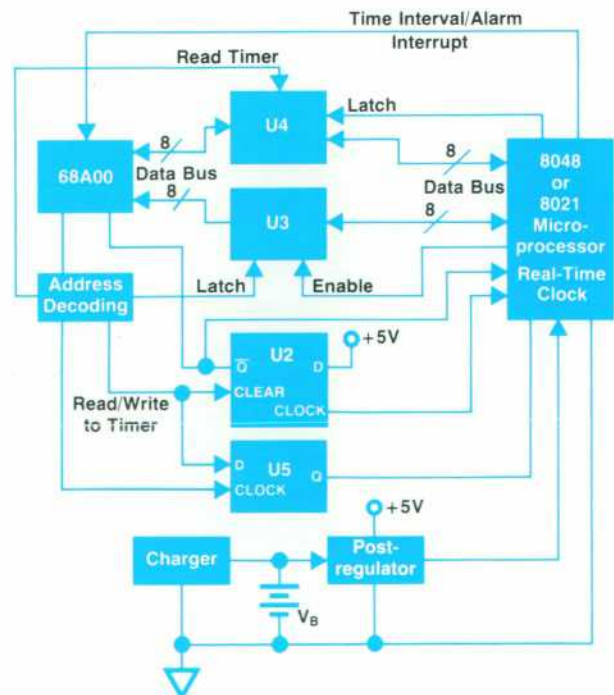 Time Interval/Alarm
Interrupt
Read Timer
U4
Latch
8
8
68A00
Data Bus
8
U3
Data Bus
8
8048
or
8021
Micro-
processor
Real-Time
Clock
Address
Decoding
Latch
Enable
+5V
U2
Q
D
CLEAR
CLOCK
Read/Write
to Timer
D
U5
Q
CLOCK
+5V
Charger
Post-
regulator
VB